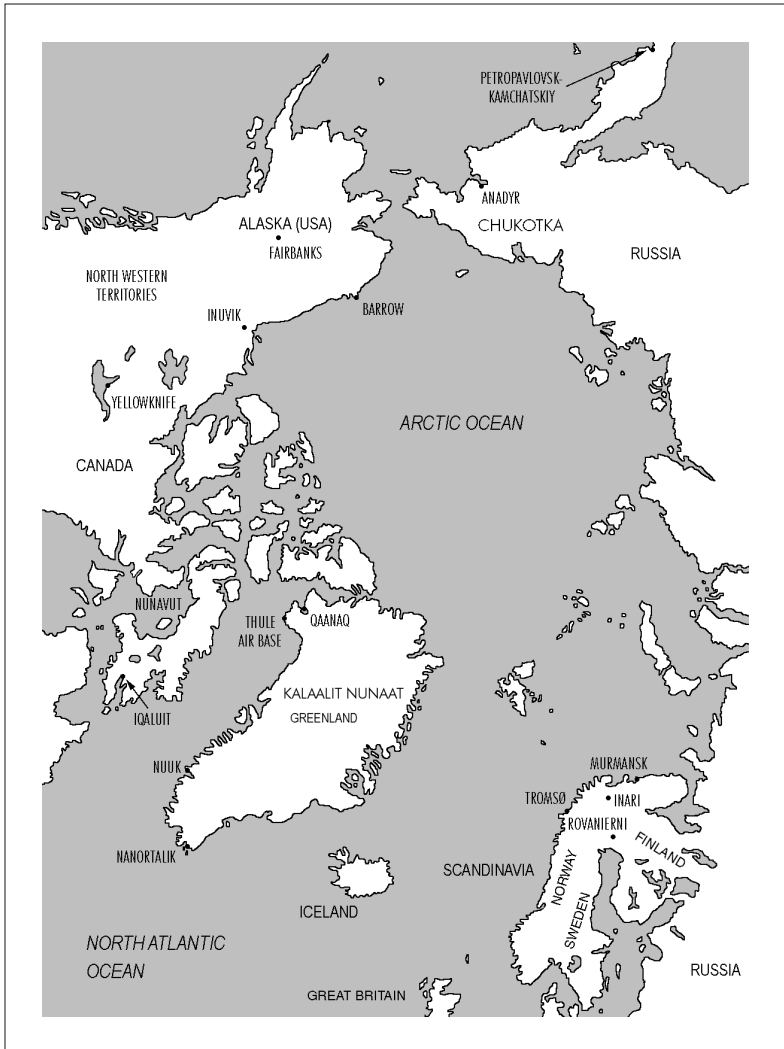 PETROPAVLOVSK-
KAMCHATSKIY
ANADYR
CHUKOTKA
ALASKA (USA)
FAIRBANKS
RUSSIA
NORTH WESTERN
TERRITORIES
BARROW
INUVIK
YELLOWKNIFE
ARCTIC OCEAN
CANADA
NUNAVUT
THULE
AIR BASE
QAANAQ
KALAALIT NUNAAT
GREENLAND
IQALUIT
NUUK
MURMANSK
TROMSØ
INARI
ROVANIERNI
FINLAND
NANORTALIK
SCANDINAVIA
NORWAY
SWEDEN
ICELAND
NORTH ATLANTIC
OCEAN
RUSSIA
GREAT BRITAIN